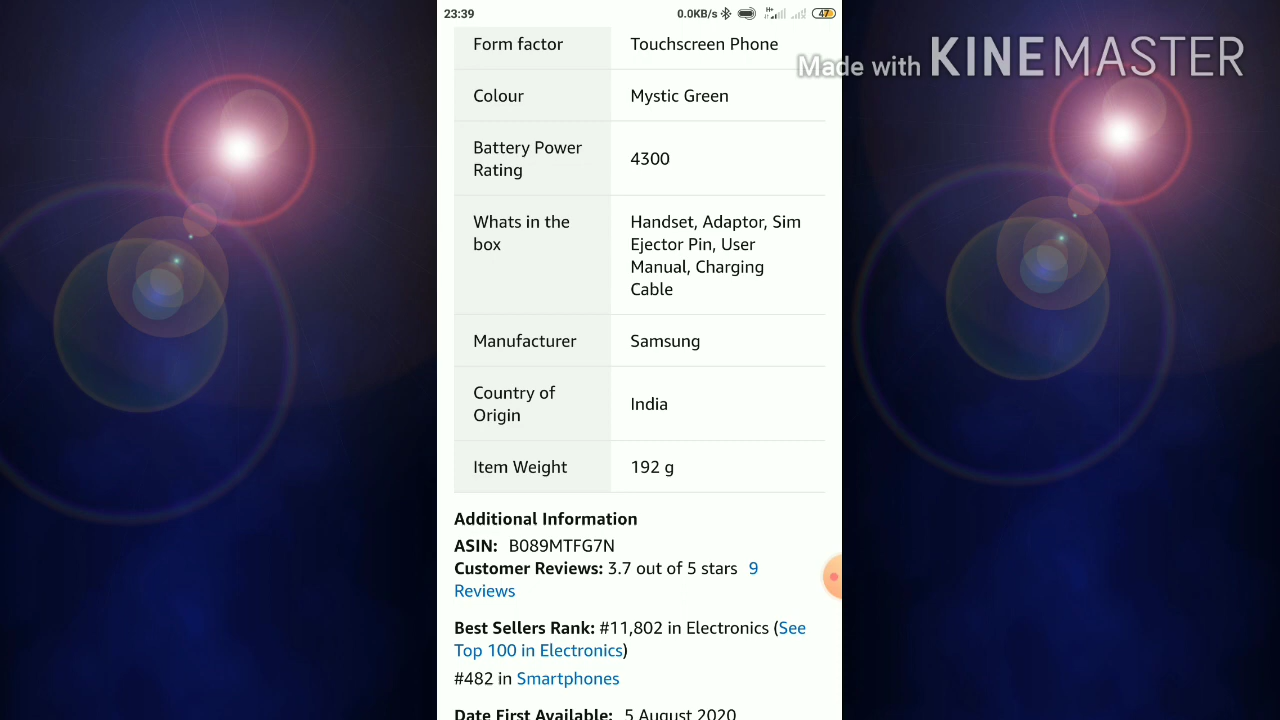 23:39
0.0KB/s
47
Made with KINEMASTER
Form factor Touchscreen Phone
Colour Mystic Green
Battery Power
Rating
4300
Whats in the
box
Handset, Adaptor, Sim
Ejector Pin, User
Manual, Charging
Cable
Manufacturer Samsung
Country of
Origin
India
Item Weight 192 g
Additional Information
ASIN: B089MTFG7N
Customer Reviews: 3.7 out of 5 stars 9
Reviews
Best Sellers Rank: #11,802 in Electronics (See
Top 100 in Electronics)
#482 in Smartphones
Date First Available: 5 August 2020